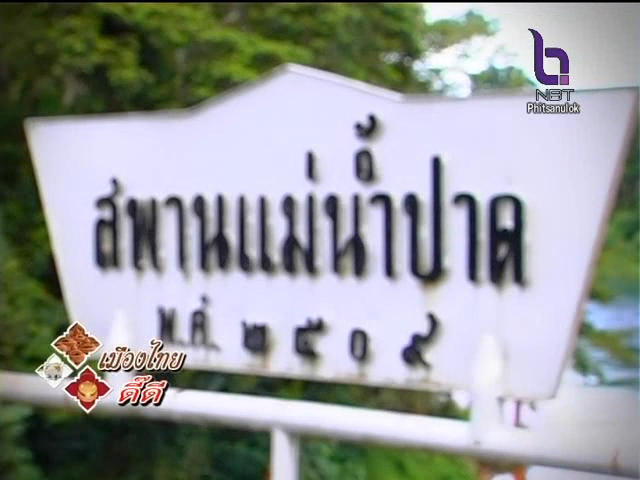 NBT
Phitsanulok
สพานแม่น้ำปาด
พ.ศ. ๒๕๐๙
เมืองไทย
ดี๊ดี